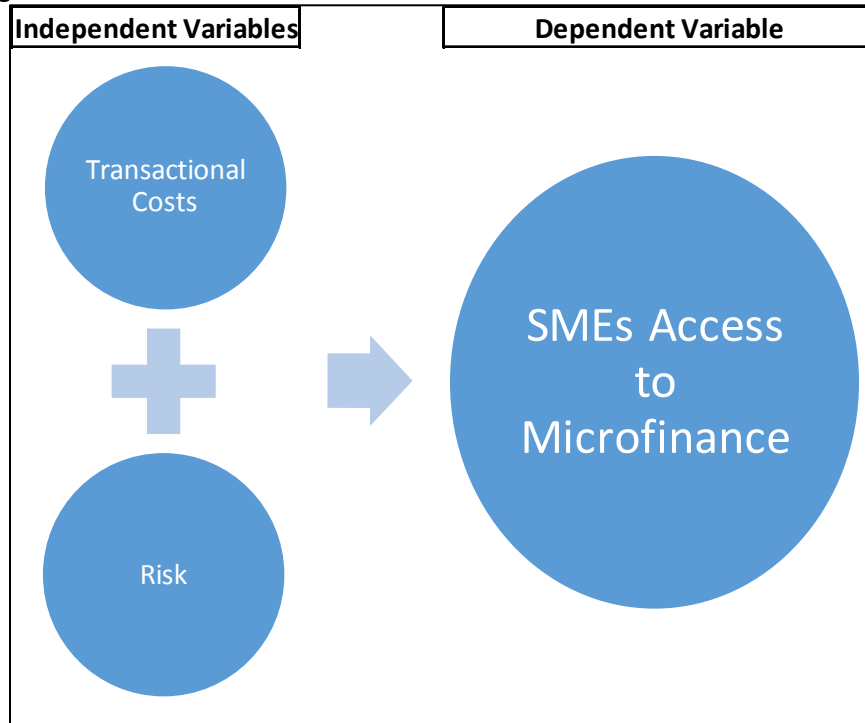 Independent Variables
Dependent Variable
Transactional
Costs
SMEs Access
to
Microfinance
Risk